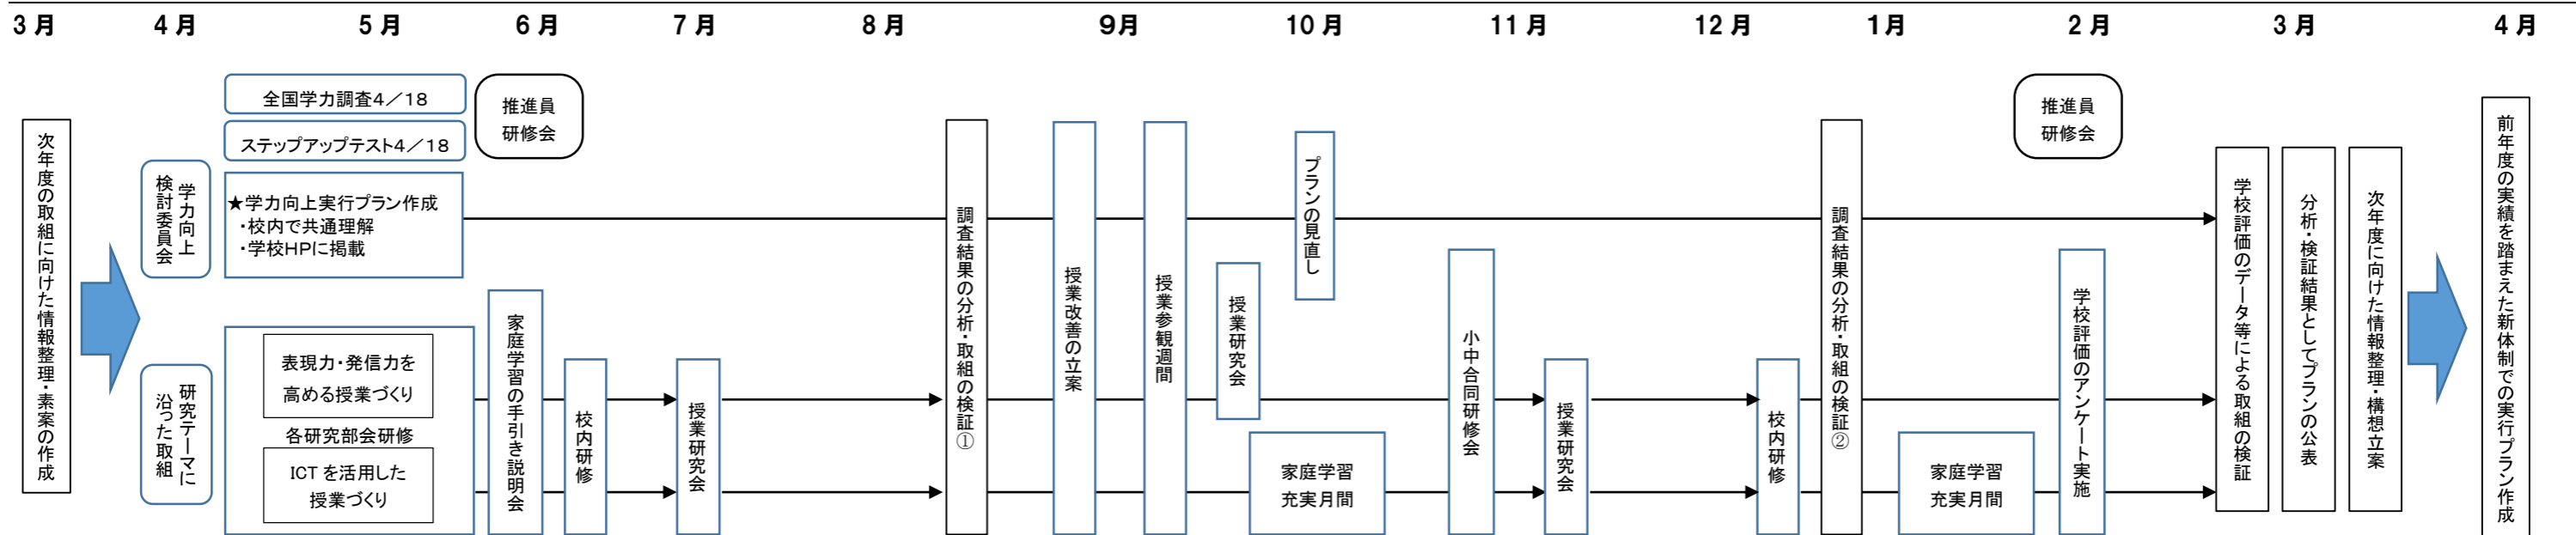 3月 4月 5月 6月 7月 8月 9月 10月 11月 12月 1月 2月 3月 4月
次年度の取組に向けた情報整理・素案の作成
学力向上
検討委員会
研究テーマに
沿った取組
全国学力調査4／18
ステップアップテスト4／18
★学力向上実行プラン作成
・校内で共通理解
・学校HPに掲載
表現力・発信力を
高める授業づくり
各研究部会研修
ICTを活用した
授業づくり
推進員
研修会
家庭学習の手引き説明会
校内研修
授業研究会
調査結果の分析・取組の検証①
授業改善の立案
授業参観週間
授業研究会
プランの見直し
家庭学習
充実月間
小中合同研修会
授業研究会
校内研修
調査結果の分析・取組の検証②
家庭学習
充実月間
推進員
研修会
学校評価のアンケート実施
学校評価のデータ等による取組の検証
分析・検証結果としてプランの公表
次年度に向けた情報整理・構想立案
前年度の実績を踏まえた新体制での実行プラン作成